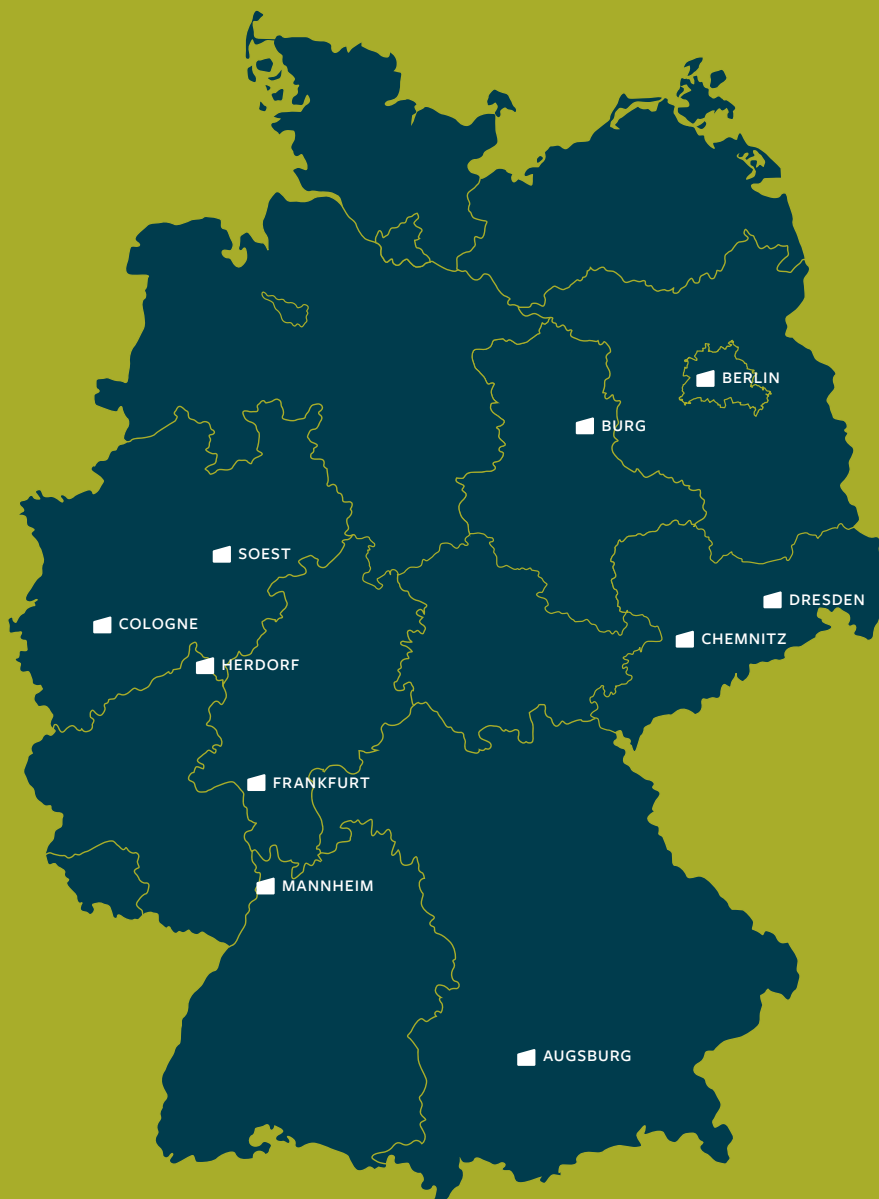 BERLIN
BURG
SOEST
DRESDEN
COLOGNE
CHEMNITZ
HERDORF
FRANKFURT
MANNHEIM
AUGSBURG